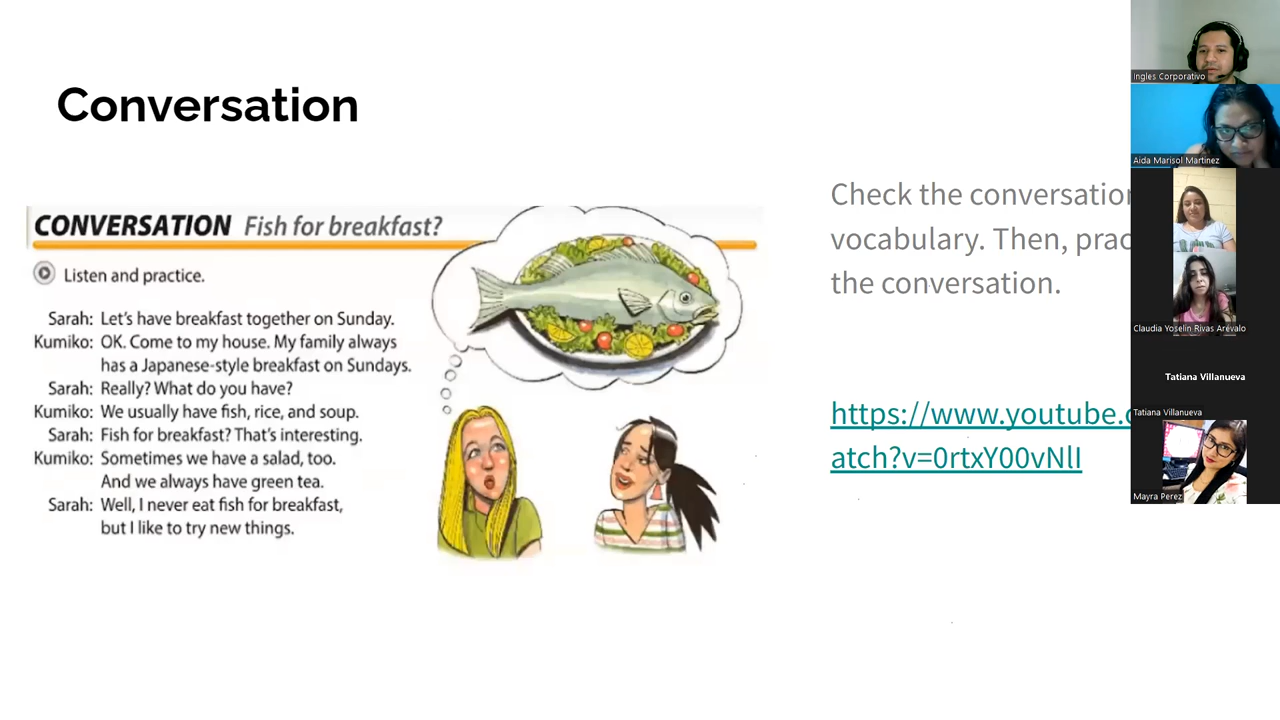 Conversation
CONVERSATION Fish for breakfast?
Listen and practice.
Sarah: Let's have breakfast together on Sunday.
Kumiko: OK. Come to my house. My family always
has a Japanese-style breakfast on Sundays.
Sarah: Really? What do you have?
Kumiko: We usually have fish, rice, and soup.
Sarah: Fish for breakfast? That's interesting.
Kumiko: Sometimes we have a salad, too.
And we always have green tea.
Sarah: Well, I never eat fish for breakfast,
but I like to try new things.
Check the conversation
vocabulary. Then, prac
the conversation.
https://www.youtube.c
atch?v=0rtxY00vNlI
Ingles Corporativo
Aida Marisol Martinez
Claudia Yoselin Rivas Arévalo
Tatiana Villanueva
Tatiana Villanueva
Mayra Perez